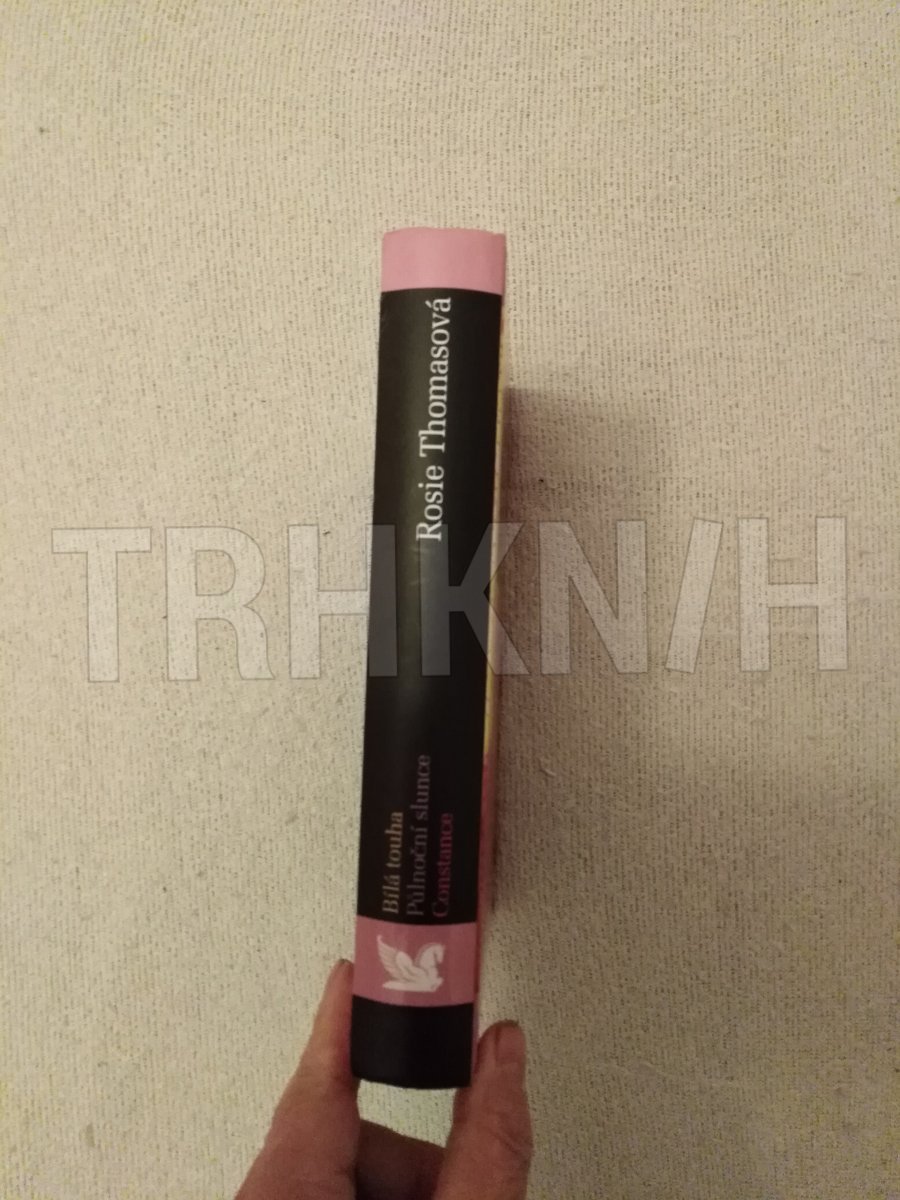 Rosie Thomasová
Bílá touha
Půlnoční slunce
Constance
TRHKNIH